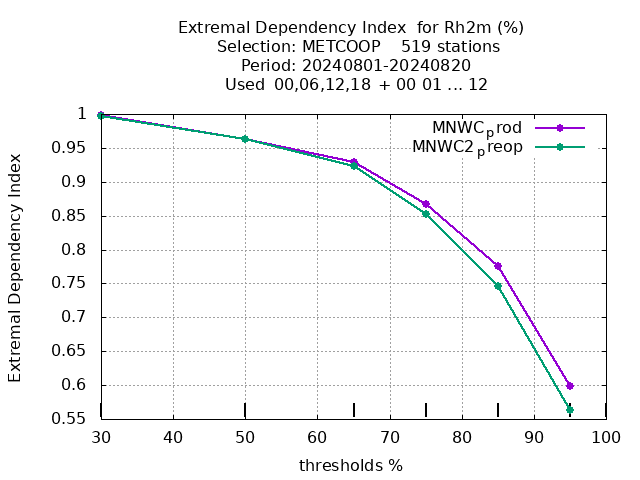 Extremal Dependency Index  for Rh2m (%)
Selection: METCOOP    519 stations
Period: 20240801-20240820
Used  00,06,12,18  + 00 01 ... 12
MNWCprod
MNWC2preop
1
0.95
0.9
0.85
0.8
0.75
0.7
0.65
0.6
0.55
Extremal Dependency Index
30 40 50 60 70 80 90 100
thresholds %